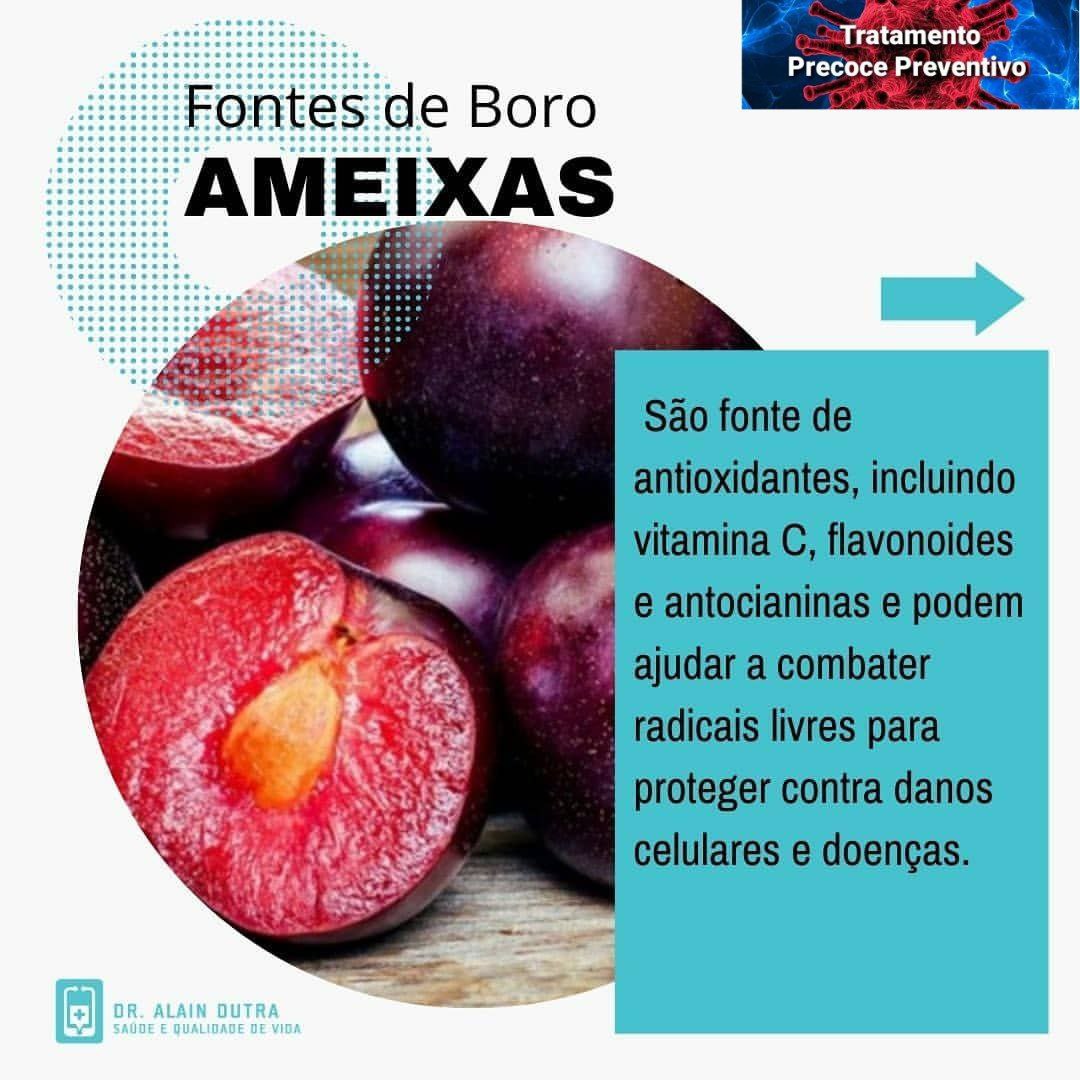 Tratamento
Precoce Preventivo
Fontes de Boro
AMEIXAS
São fonte de
antioxidantes, incluindo
vitamina C, flavonoides
e antocianinas e podem
ajudar a combater
radicais livres para
proteger contra danos
celulares e doenças.
DR. ALAIN DUTRA
SAÚDE E QUALIDADE DE VIDA